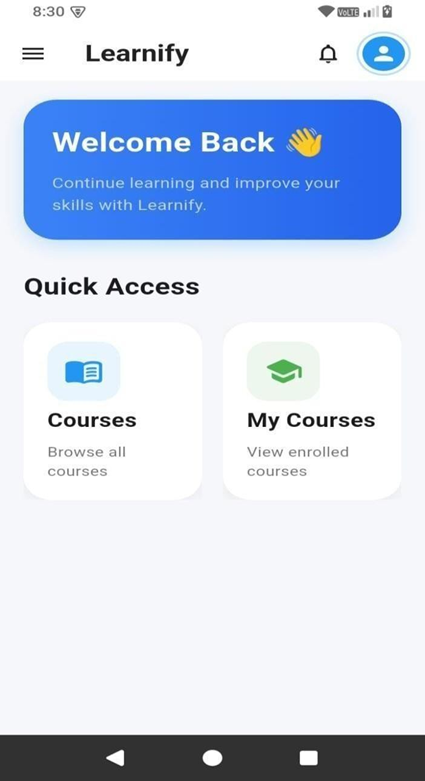 8:30 VoLTE
Learnify
Welcome Back 👋
Continue learning and improve your
skills with Learnify.
Quick Access
Courses
Browse all
courses
My Courses
View enrolled
courses